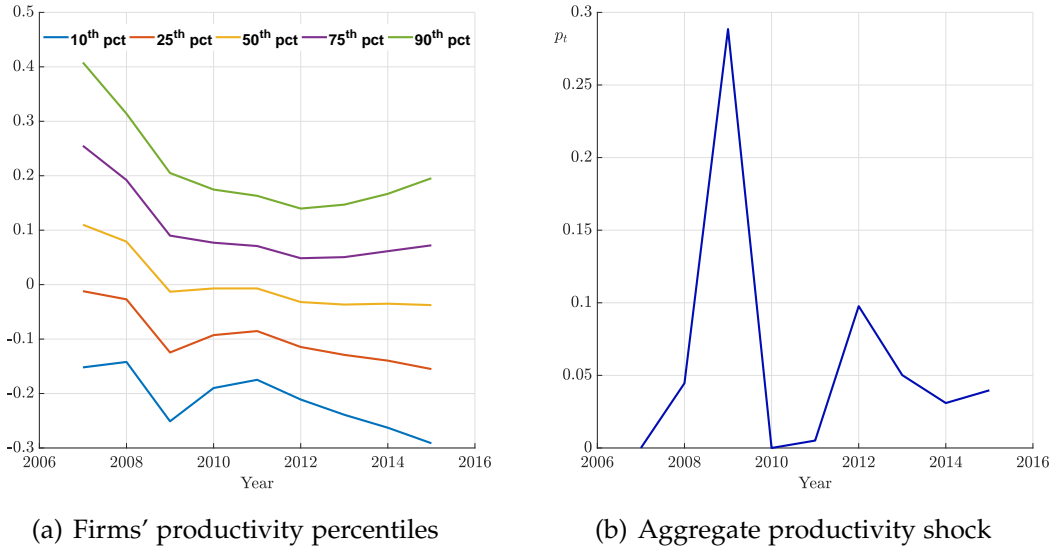 0.5
10th pct 25th pct 50th pct 75th pct 90th pct
0.4
0.3
0.2
0.1
0
-0.1
-0.2
-0.3
2006 2008 2010 2012 2014 2016
Year
(a) Firms' productivity percentiles
0.3
pt
0.25
0.2
0.15
0.1
0.05
0
2006 2008 2010 2012 2014 2016
Year
(b) Aggregate productivity shock